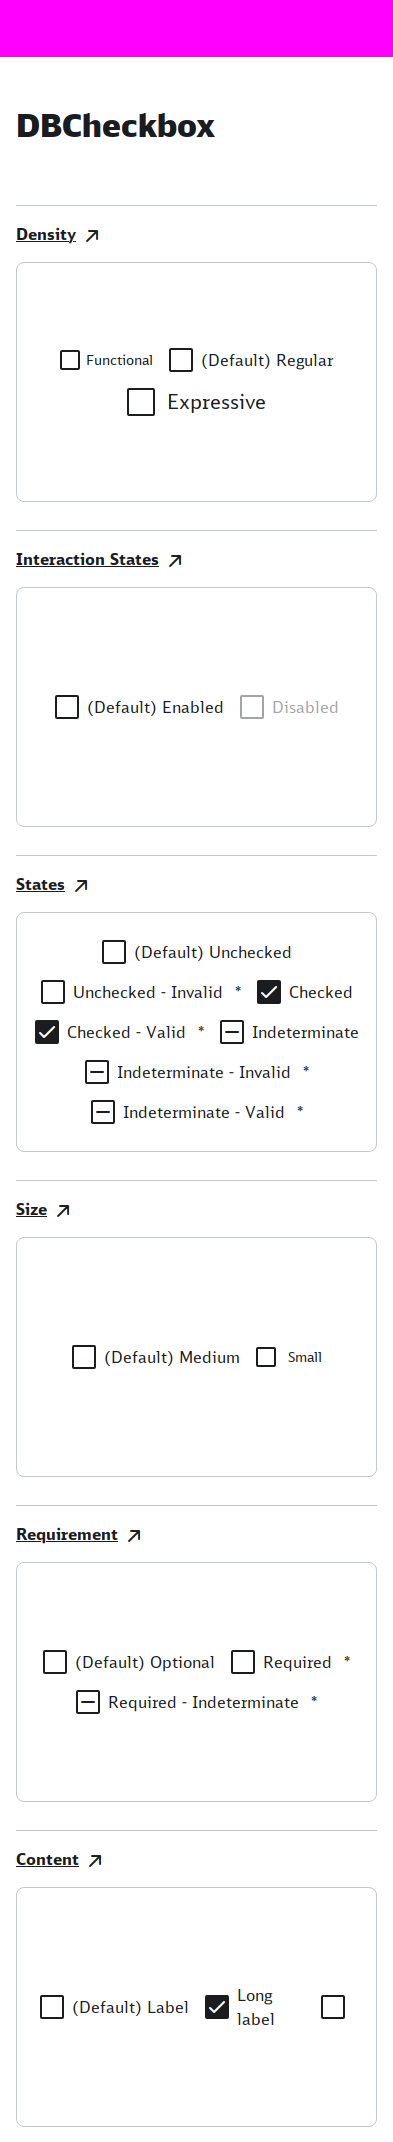 DBCheckbox
Density
Functional (Default) Regular
Expressive
Interaction States
(Default) Enabled Disabled
States
(Default) Unchecked
Unchecked - Invalid * Checked
Checked - Valid * Indeterminate
Indeterminate - Invalid *
Indeterminate - Valid *
Size
(Default) Medium Small
Requirement
(Default) Optional Required *
Required - Indeterminate *
Content
(Default) Label Long
label